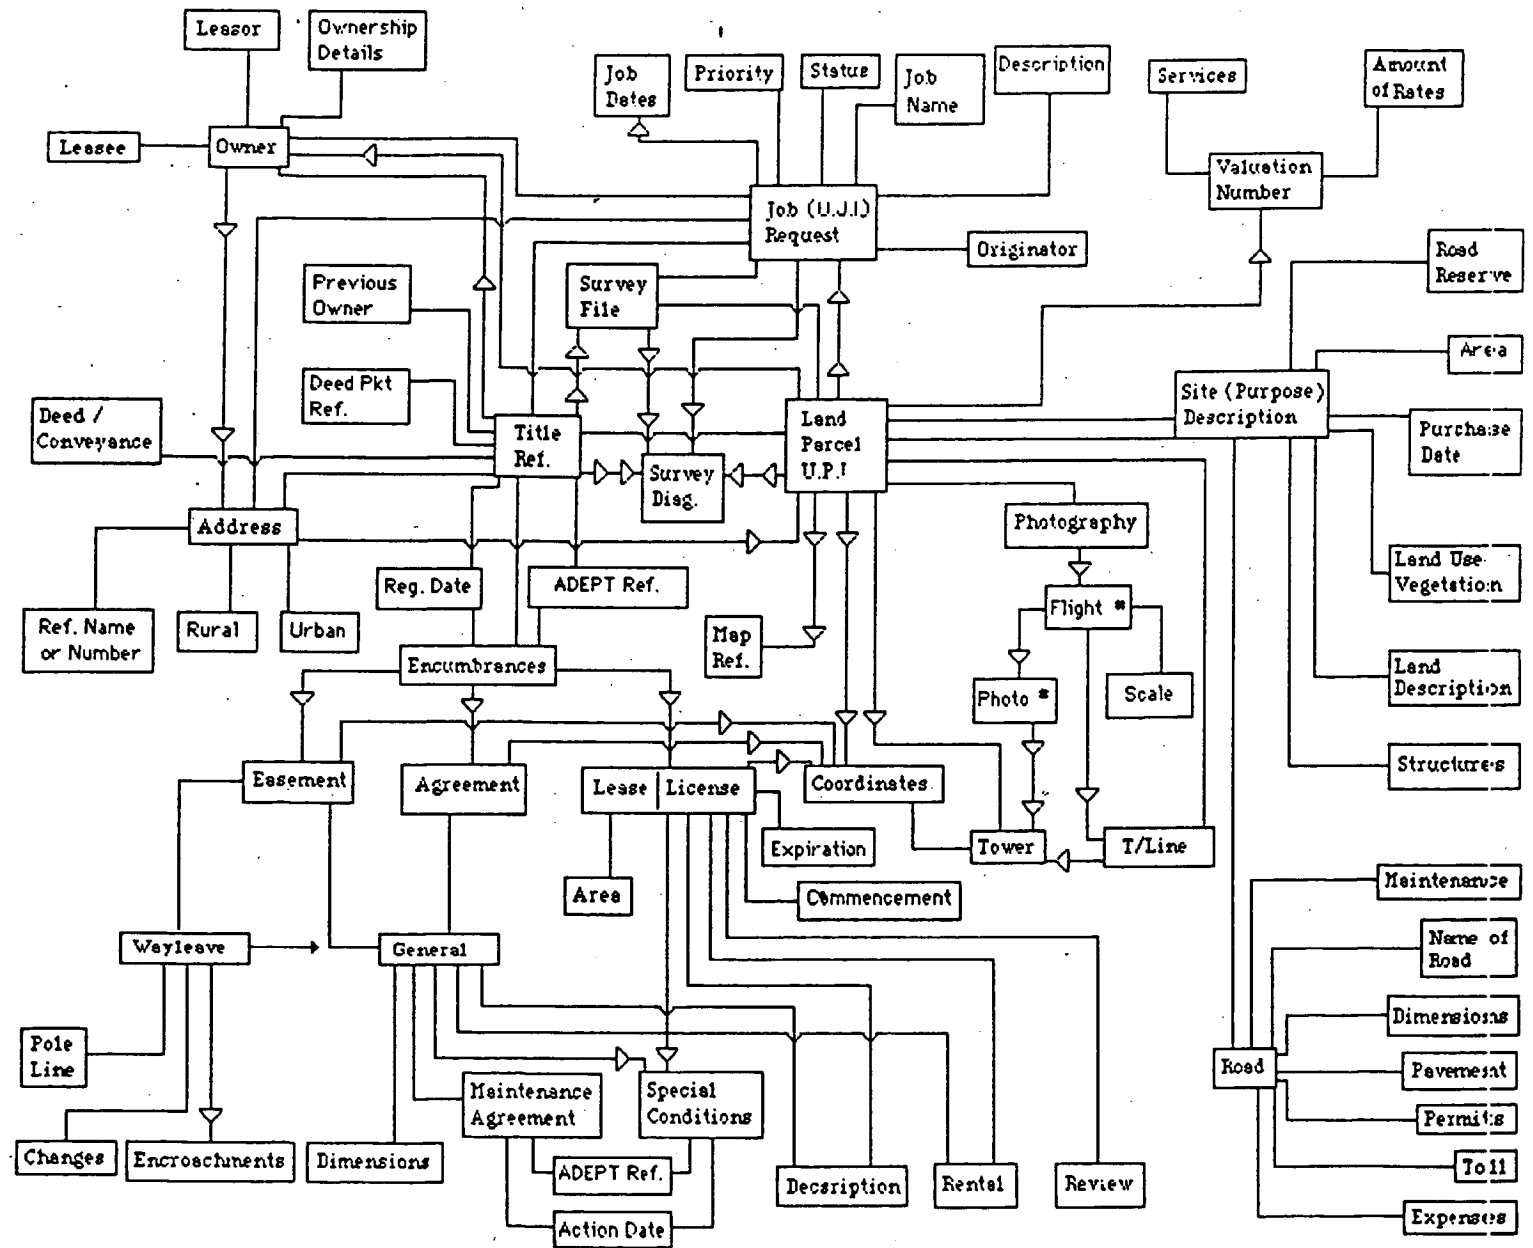 Leasor
Ownership
Details
Job
Dates
Priority
Status
Job
Name
Description
Services
Amount
of Rates
Leasee
Owner
Valuation
Number
Job (U.J.I)
Request
Originator
Road
Reserve
Previous
Owner
Survey
File
Area
Deed Pkt
Ref.
Site (Purpose)
Description
Deed /
Conveyance
Title
Ref.
Land
Parcel
U.P.I
Purchase
Date
Survey
Diag.
Address
Photography
Land Use
Vegetation
Reg. Date
ADEPT Ref.
Flight *
Ref. Name
or Number
Rural
Urban
Map
Ref.
Encumbrances
Photo *
Scale
Land
Description
Easement
Agreement
Lease | License
Coordinates
Structures
Expiration
Tower
T/Line
Area
Commencement
Maintenance
Wayleave
General
Name of
Road
Dimensions
Pole
Line
Road
Pavement
Maintenance
Agreement
Special
Conditions
Permits
Changes
Encroachments
Dimensions
ADEPT Ref.
Decsription
Rental
Review
Toll
Action Date
Expenses